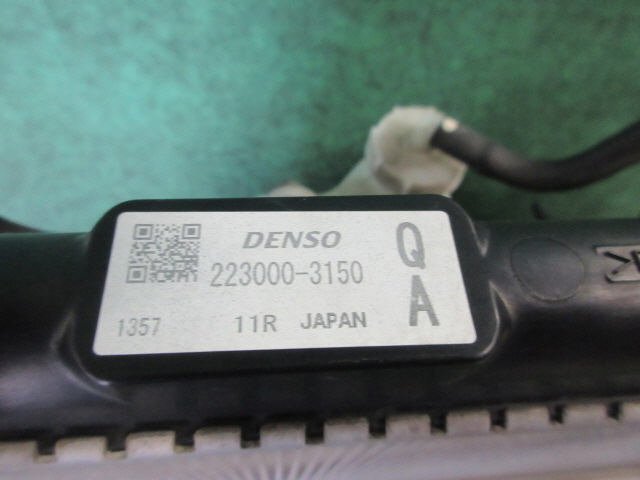 DENSO
223000-3150
Q
A
1357 11R JAPAN